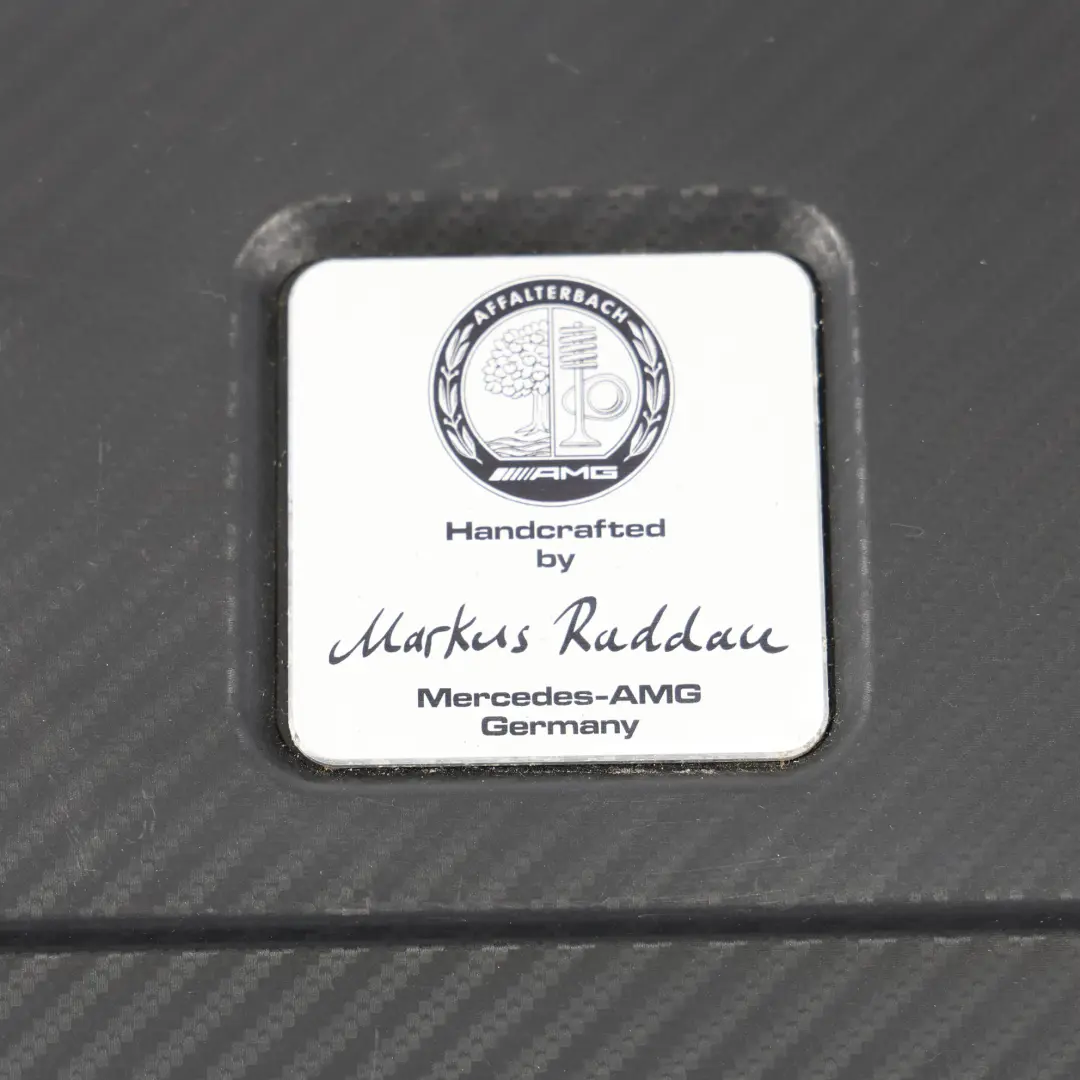 AFFALTERBACH
AMG
Handcrafted
by
Markus Raddau
Mercedes-AMG
Germany